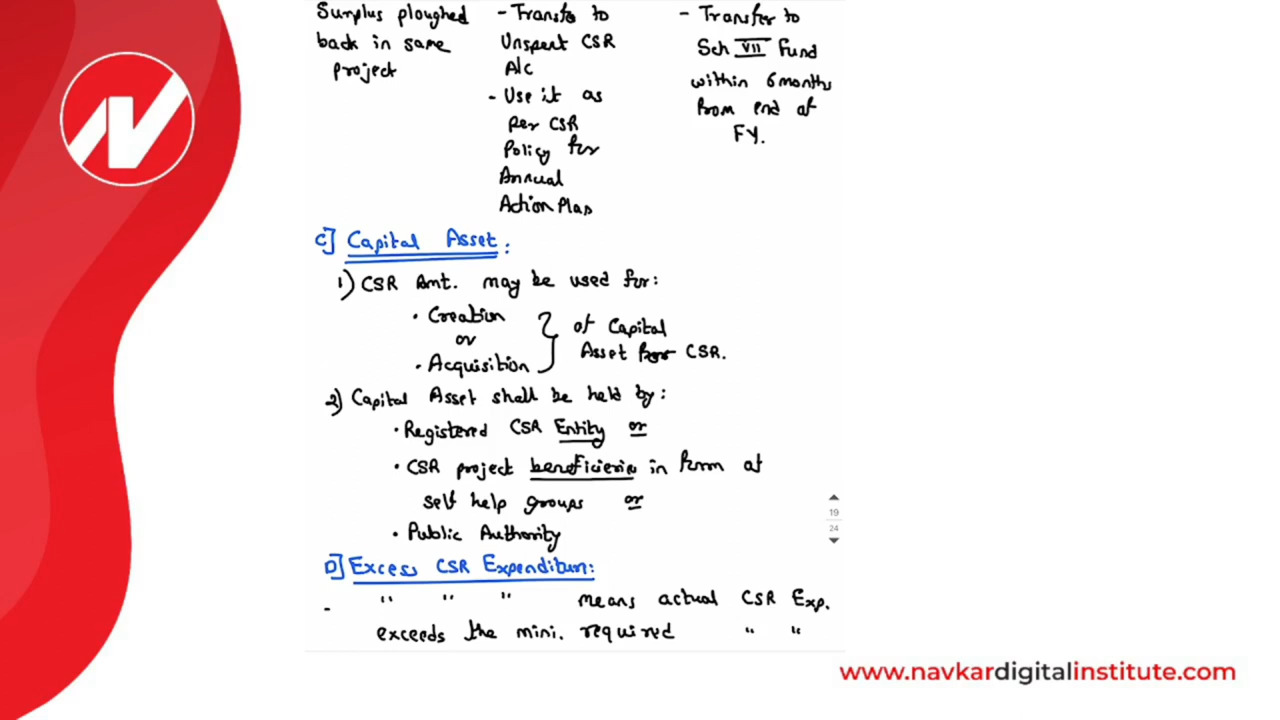 Surplus ploughed
back in same
project
- Transfer to
Unspent CSR
A/c
- Use it as
per CSR
Policy for
Annual
Action Plan
- Transfer to
Sch VII Fund
within 6 months
from end of
FY.
C] Capital Asset :
1) CSR Amt. may be used for :
• Creation
or
• Acquisition
of Capital
Asset for CSR.
2) Capital Asset shall be held by :
• Registered CSR Entity or
• CSR project beneficieries in form of
self help groups or
• Public Authority
D] Excess CSR Expenditure :
- " " " means actual CSR Exp.
exceeds the mini. required " "
19
24
www.navkardigitalinstitute.com